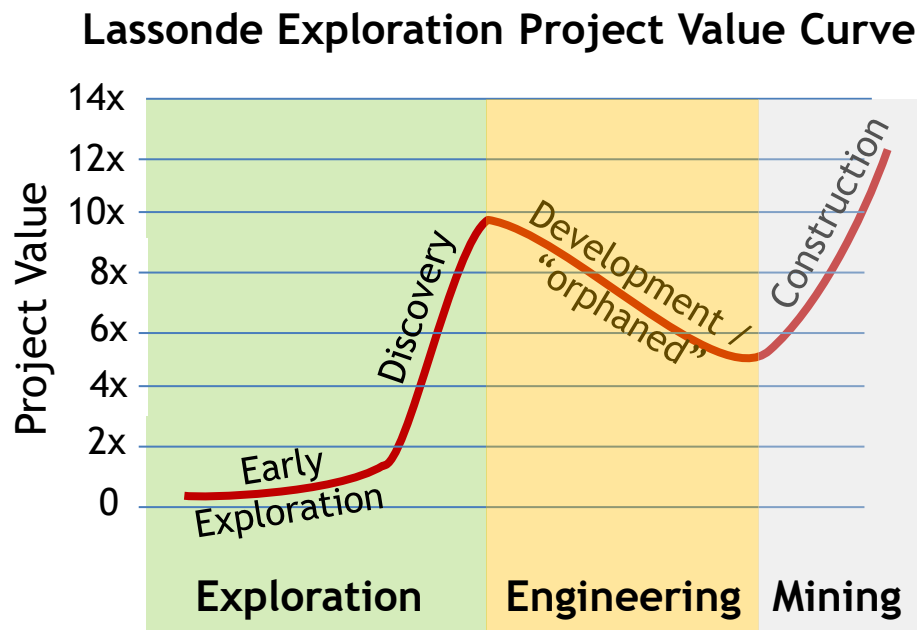 Lassonde Exploration Project Value Curve
14x
12x
10x
8x
6x
4x
2x
0
Project Value
Early
Exploration
Discovery
Development /
“orphaned”
Construction
Exploration
Engineering
Mining